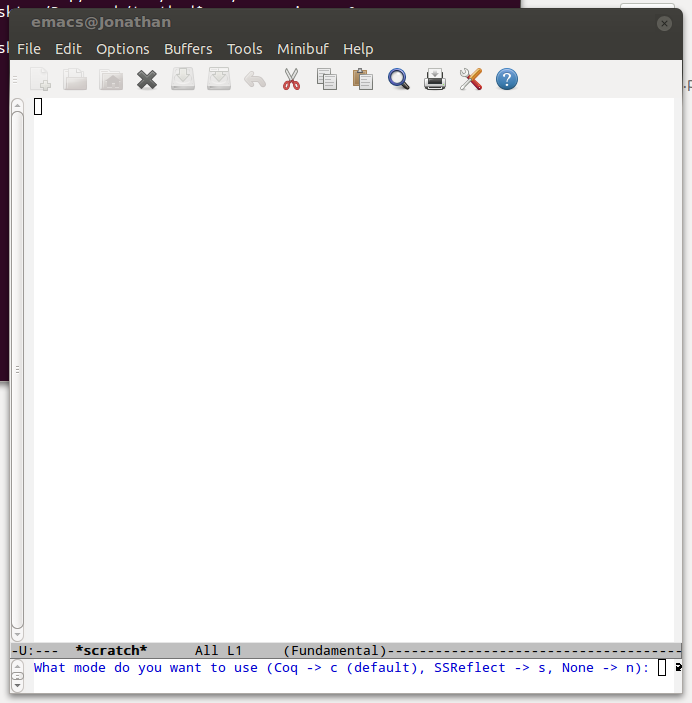 emacs@Jonathan
File Edit Options Buffers Tools Minibuf Help
-U:--- *scratch* All L1 (Fundamental)------------------------------------
What mode do you want to use (Coq -> c (default), SSReflect -> s, None -> n):